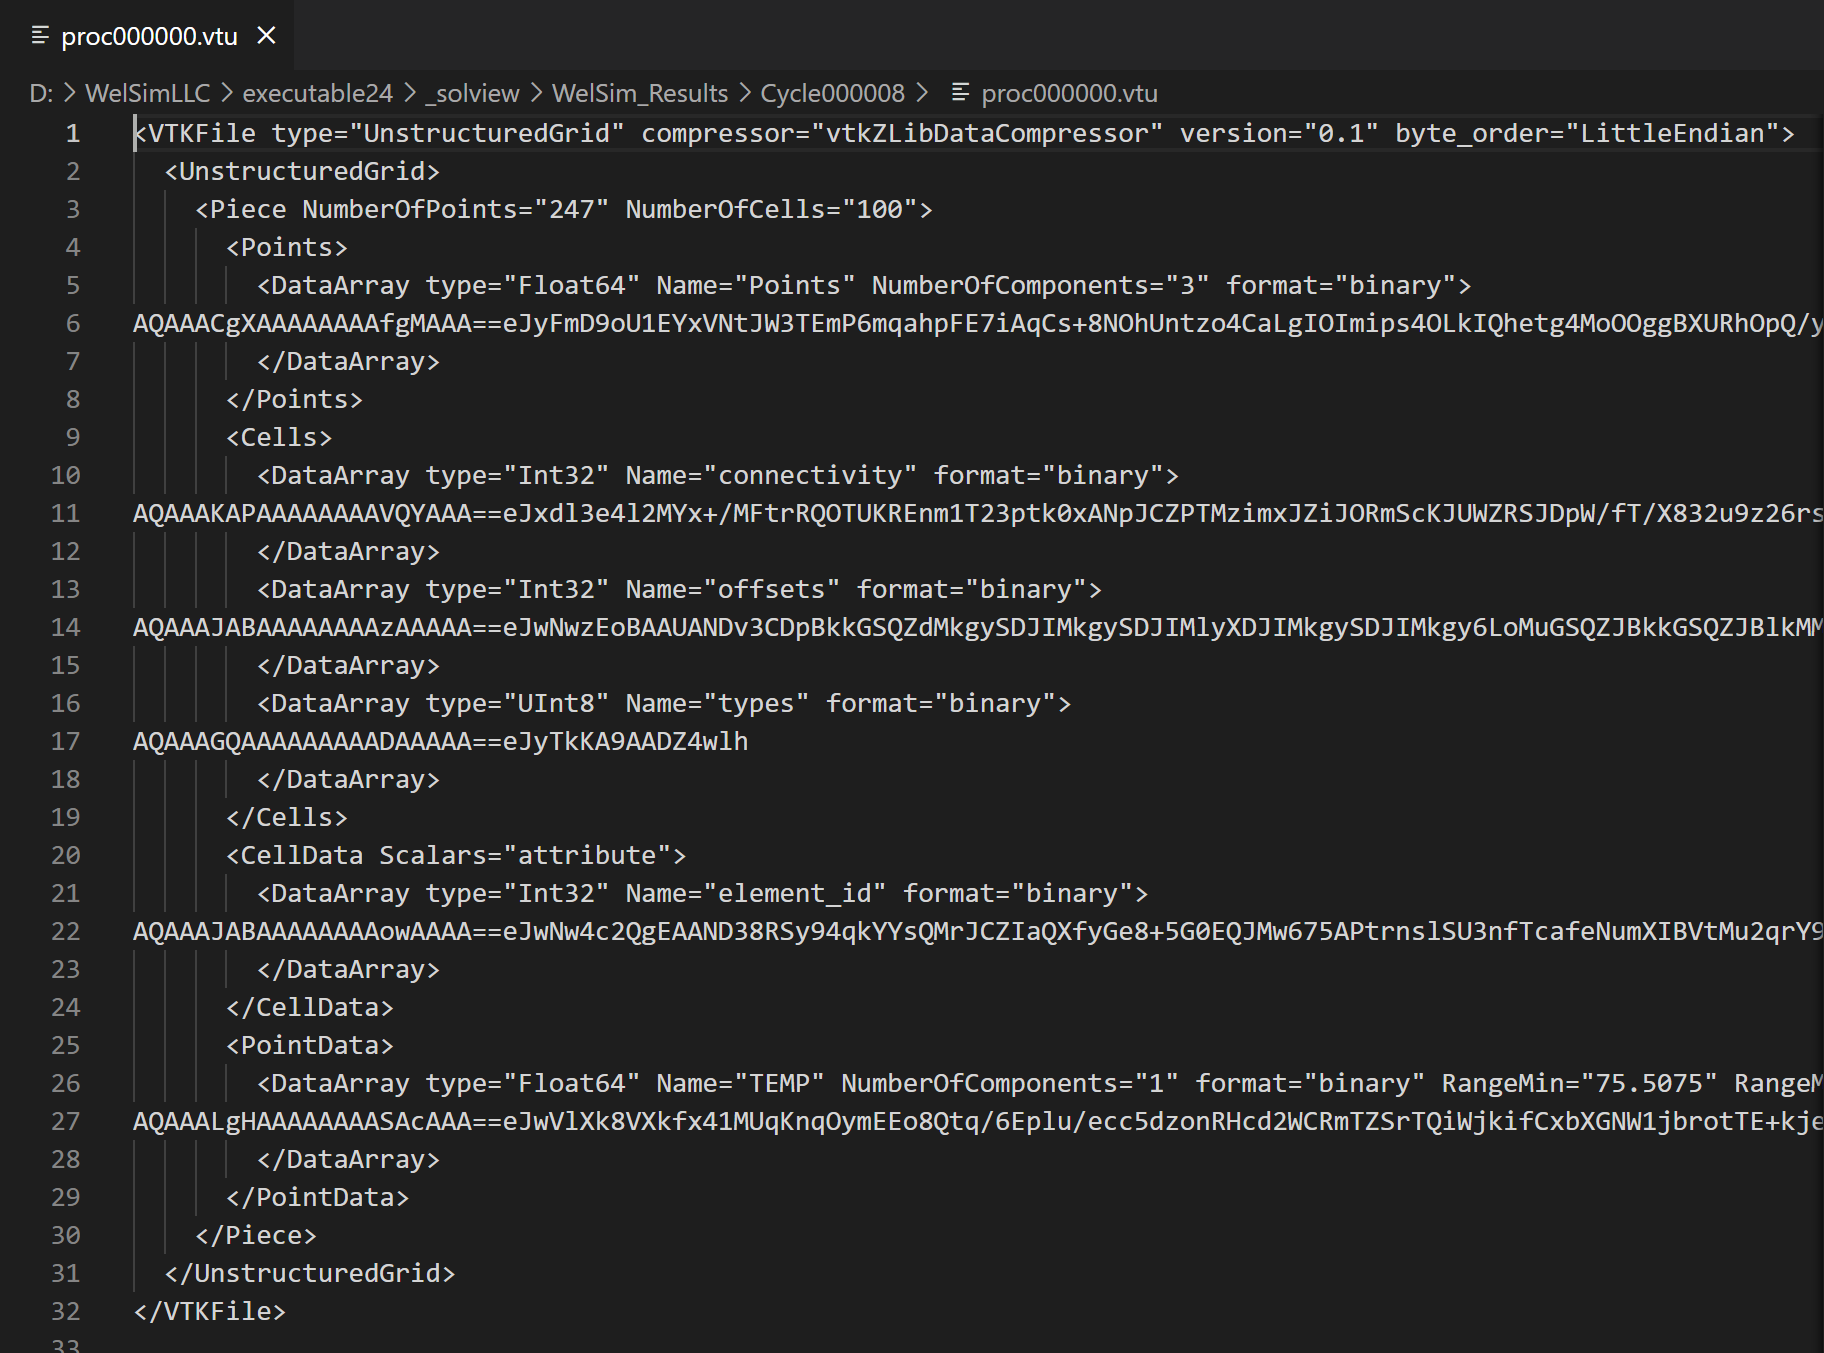 proc000000.vtu
D: > WelSimLLC > executable24 > _solview > WelSim_Results > Cycle000008 > proc000000.vtu
1 <VTKFile type="UnstructuredGrid" compressor="vtkZLibDataCompressor" version="0.1" byte_order="LittleEndian">
2 <UnstructuredGrid>
3 <Piece NumberOfPoints="247" NumberOfCells="100">
4 <Points>
5 <DataArray type="Float64" Name="Points" NumberOfComponents="3" format="binary">
6 AQAAACgXAAAAAAAAfgMAAA==eJyFmD9oU1EYxVNtJW3TEmP6mqahpFE7iAqCs+8NOhUntzo4CaLgIOImips4OLkIQhetg4MoOOggBXURhOpQ/y
7 </DataArray>
8 </Points>
9 <Cells>
10 <DataArray type="Int32" Name="connectivity" format="binary">
11 AQAAAKAPAAAAAAAAVQYAAA==eJxdl3e4l2MYx+/MFtrRQOTUKREnm1T23ptk0xANpJCZPTMzimxJZiJORmScKJUWZRSJDpW/fT/X832u9z26rs
12 </DataArray>
13 <DataArray type="Int32" Name="offsets" format="binary">
14 AQAAAJABAAAAAAAAzAAAAA==eJwNwzEoBAAUANDv3CDpBkkGSQZdMkgySDJIMkgySDJIMlyXDJIMkgySDJIMkgy6LoMuGSQZJBkkGSQZJBlkMM
15 </DataArray>
16 <DataArray type="UInt8" Name="types" format="binary">
17 AQAAAGQAAAAAAAAADAAAAA==eJyTkKA9AADZ4wlh
18 </DataArray>
19 </Cells>
20 <CellData Scalars="attribute">
21 <DataArray type="Int32" Name="element_id" format="binary">
22 AQAAAJABAAAAAAAAowAAAA==eJwNw4c2QgEAAND38RSy94qkYYsQMrJCZIaQXfyGe8+5G0EQJMw675APtrnslSU3nfTcafeNumXIBVtMu2qrY9
23 </DataArray>
24 </CellData>
25 <PointData>
26 <DataArray type="Float64" Name="TEMP" NumberOfComponents="1" format="binary" RangeMin="75.5075" RangeM
27 AQAAALgHAAAAAAAASAcAAA==eJwVlXk8VXkfx41MUqKnqOymEEo8Qtq/6Eplu/ecc5dzonRHcd2WCRmTZSrTQiWjkifCxbXGNW1jbrotTE+kje
28 </DataArray>
29 </PointData>
30 </Piece>
31 </UnstructuredGrid>
32 </VTKFile>
33